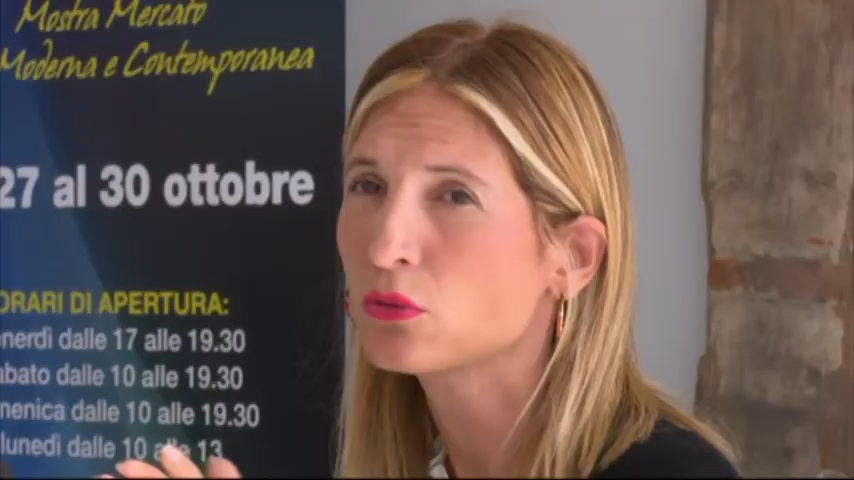 Mostra Mercato
Moderna e Contemporanea
27 al 30 ottobre
ORARI DI APERTURA:
nerdì dalle 17 alle 19.30
abato dalle 10 alle 19.30
menica dalle 10 alle 19.30
lunedì dalle 10 alle 13